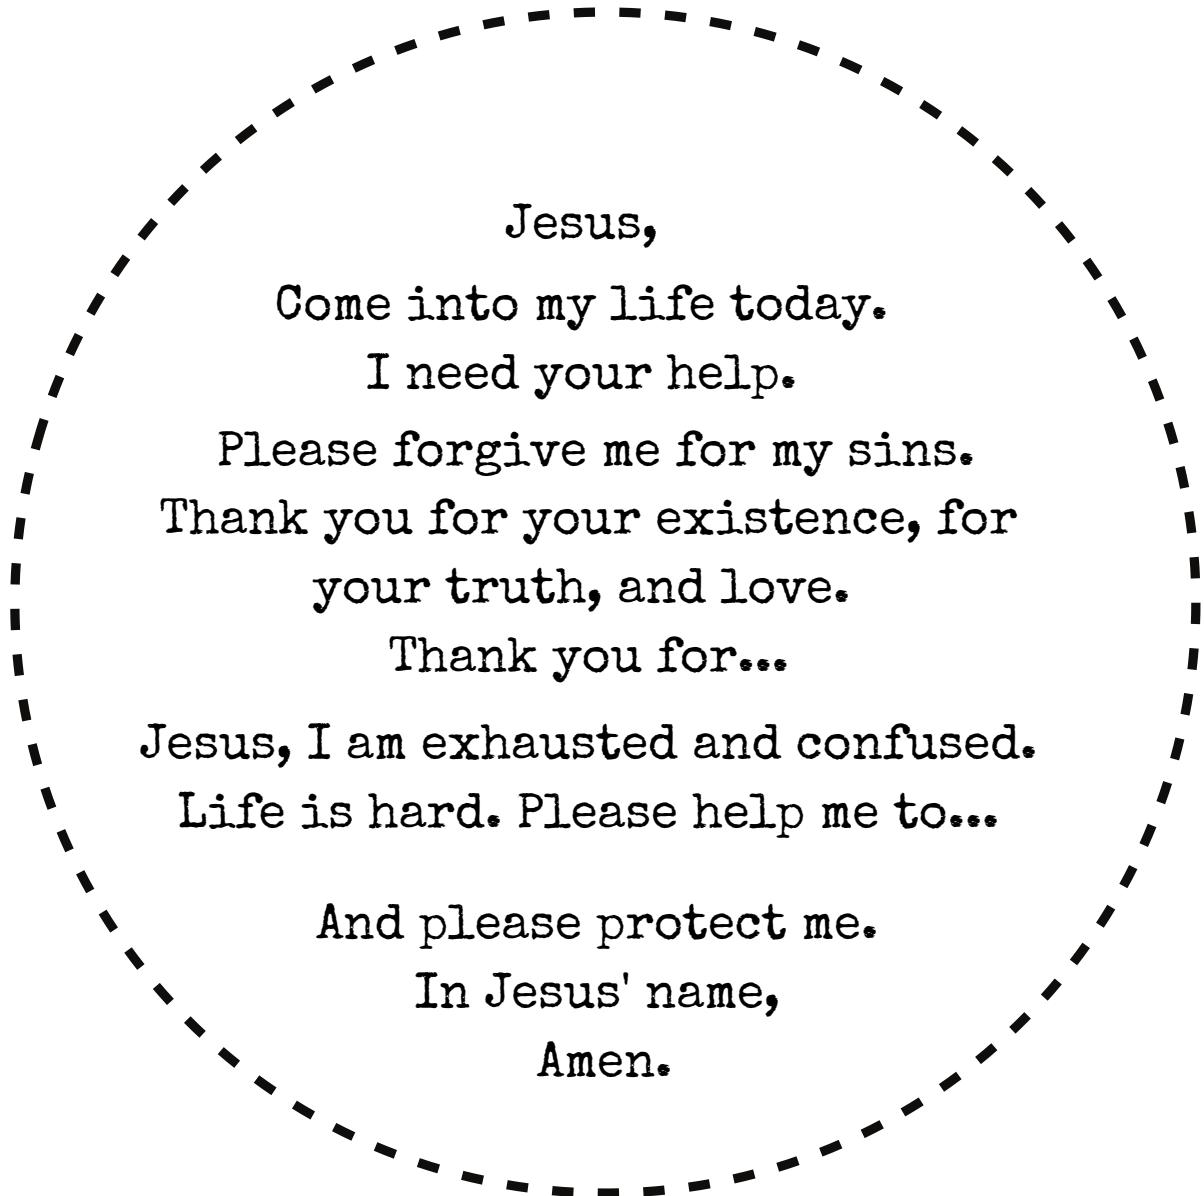 Jesus,
Come into my life today.
I need your help.
Please forgive me for my sins.
Thank you for your existence, for
your truth, and love.
Thank you for...
Jesus, I am exhausted and confused.
Life is hard. Please help me to...
And please protect me.
In Jesus' name,
Amen.